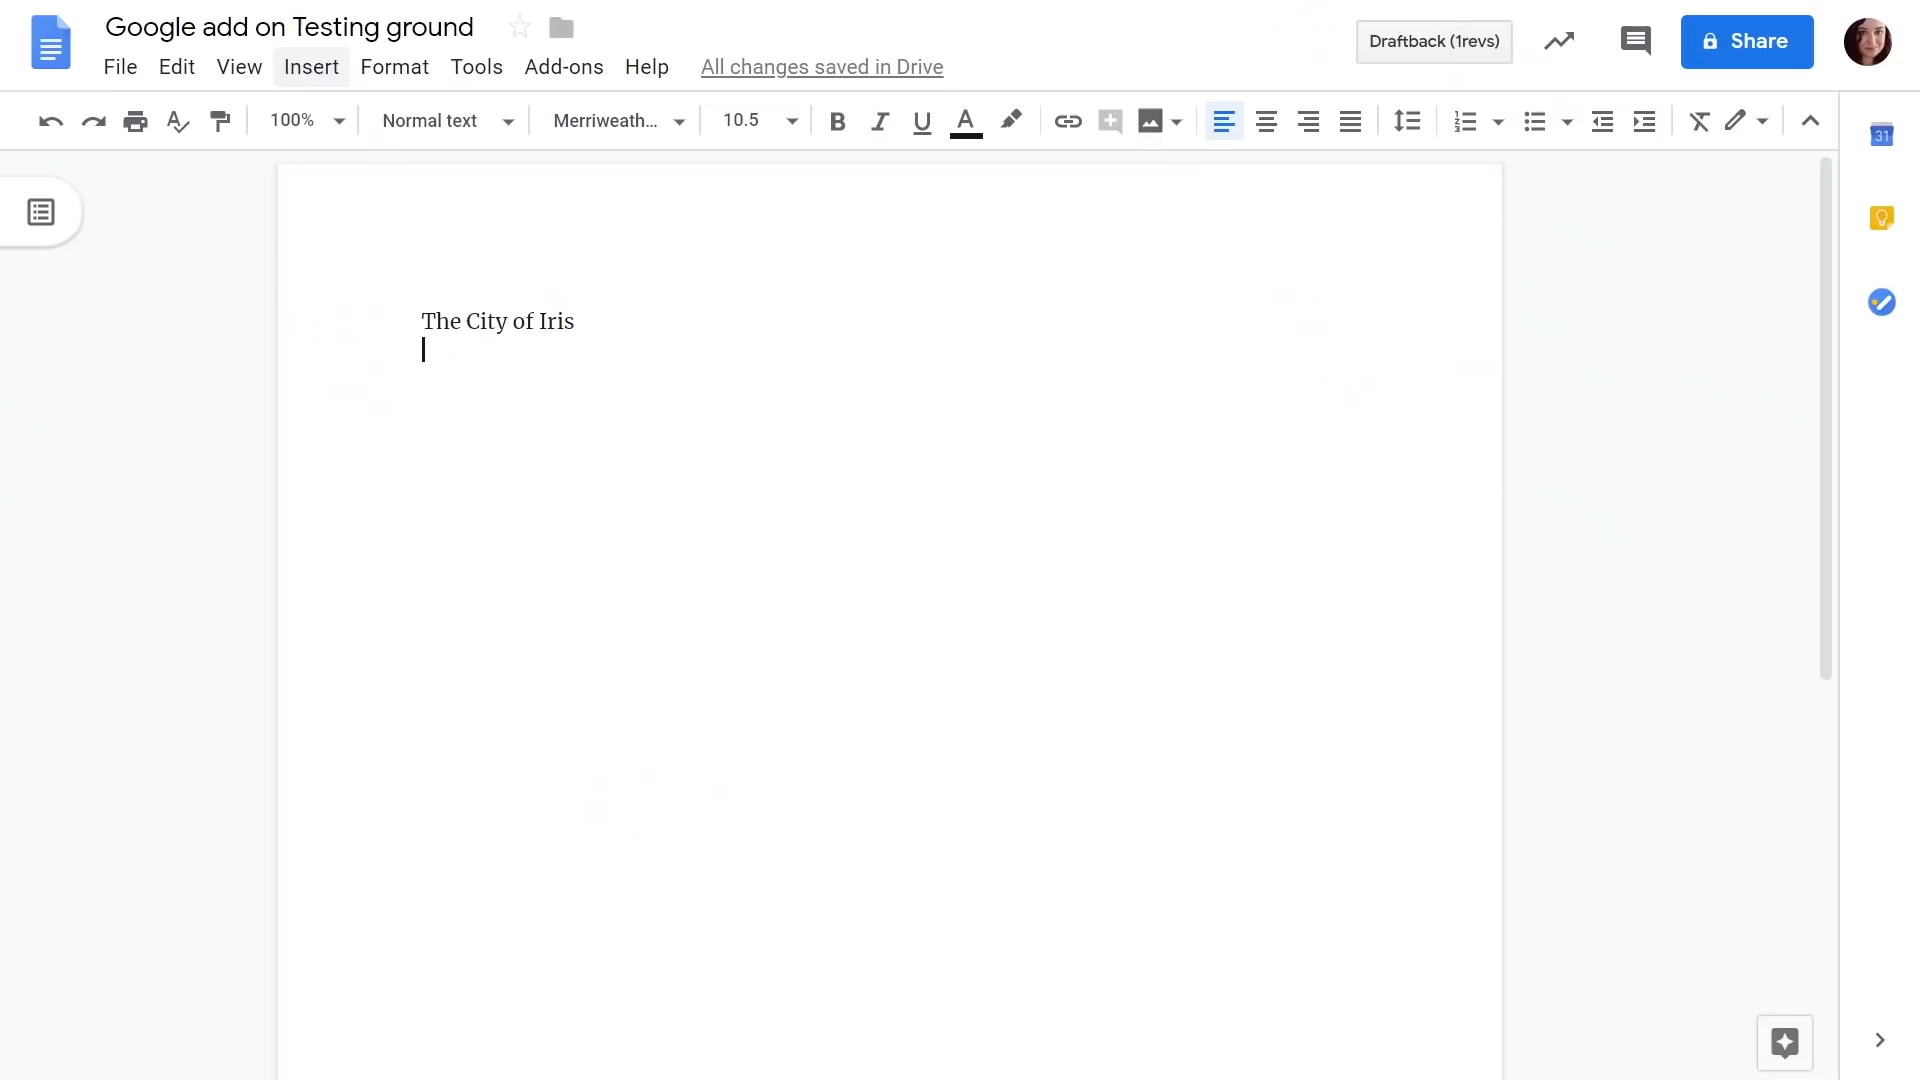 Google add on Testing ground
File Edit View Insert Format Tools Add-ons Help All changes saved in Drive
Draftback (1revs)
Share
100% Normal text Merriweath... 10.5
31
The City of Iris